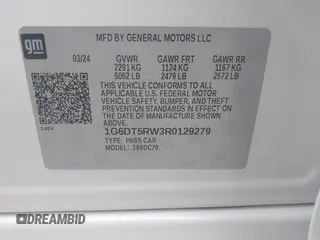 MFD BY GENERAL MOTORS LLC
gm
03/24 GVWR GAWR FRT GAWR RR
2291 KG 1124 KG 1167 KG
5052 LB 2479 LB 2572 LB
THIS VEHICLE CONFORMS TO ALL APPLICABLE
U.S. FEDERAL MOTOR VEHICLE
SAFETY, BUMPER, AND THEFT
PREVENTION STANDARDS IN EFFECT
ON THE DATE OF MANUFACTURE
SHOWN ABOVE.
1G6DT5RW3R0129279
TYPE: PASS CAR
DREAMBID